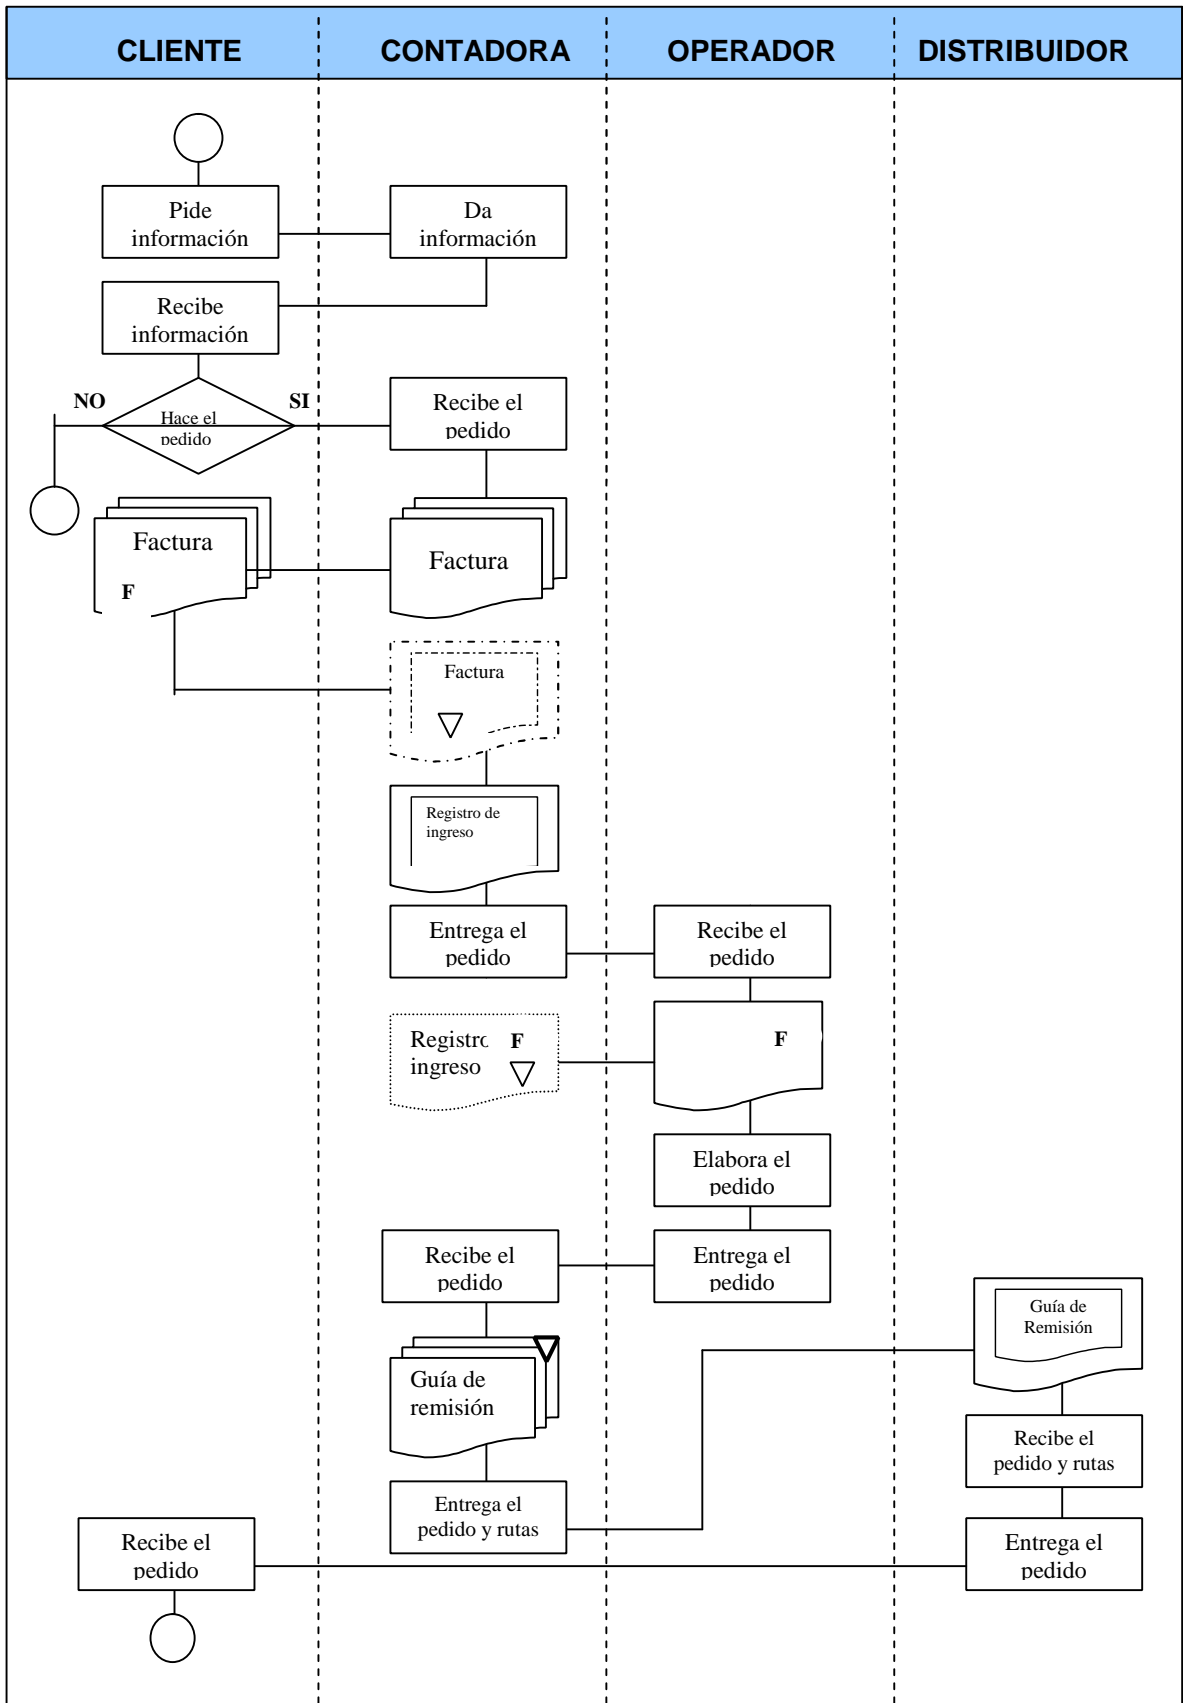 CLIENTE CONTADORA OPERADOR DISTRIBUIDOR
Pide
información
Da
información
Recibe
información
NO
SI
Hace el
pedido
Recibe el
pedido
Factura
F
Factura
Factura
Registro de
ingreso
Entrega el
pedido
Recibe el
pedido
Registro
ingreso
F
F
Elabora el
pedido
Recibe el
pedido
Entrega el
pedido
Guía de
Remisión
Guía de
remisión
Recibe el
pedido y rutas
Entrega el
pedido y rutas
Recibe el
pedido
Entrega el
pedido